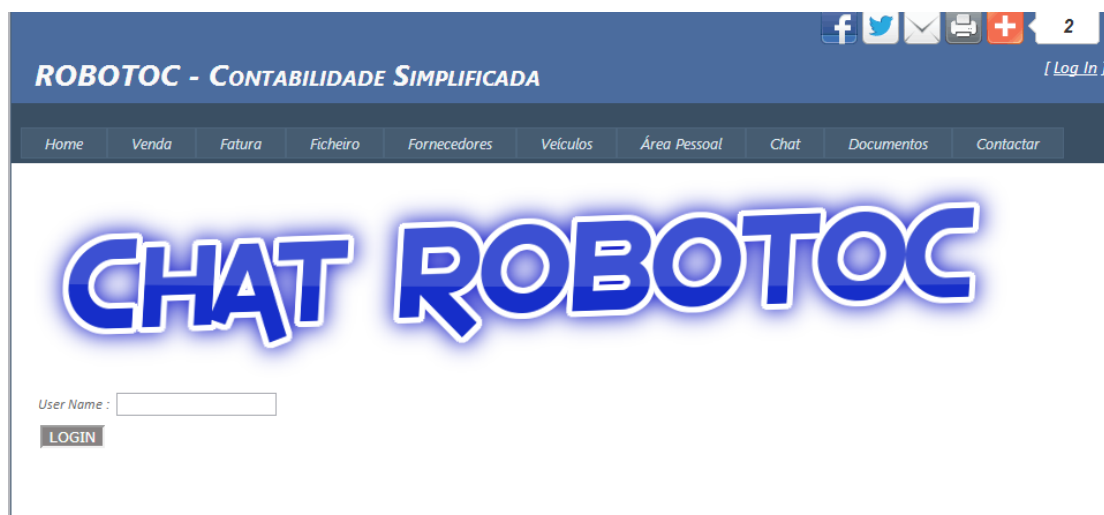 2
ROBOTOC - CONTABILIDADE SIMPLIFICADA
[ Log In ]
Home Venda Fatura Ficheiro Fornecedores Veículos Área Pessoal Chat Documentos Contactar
CHAT ROBOTOC
User Name :
LOGIN